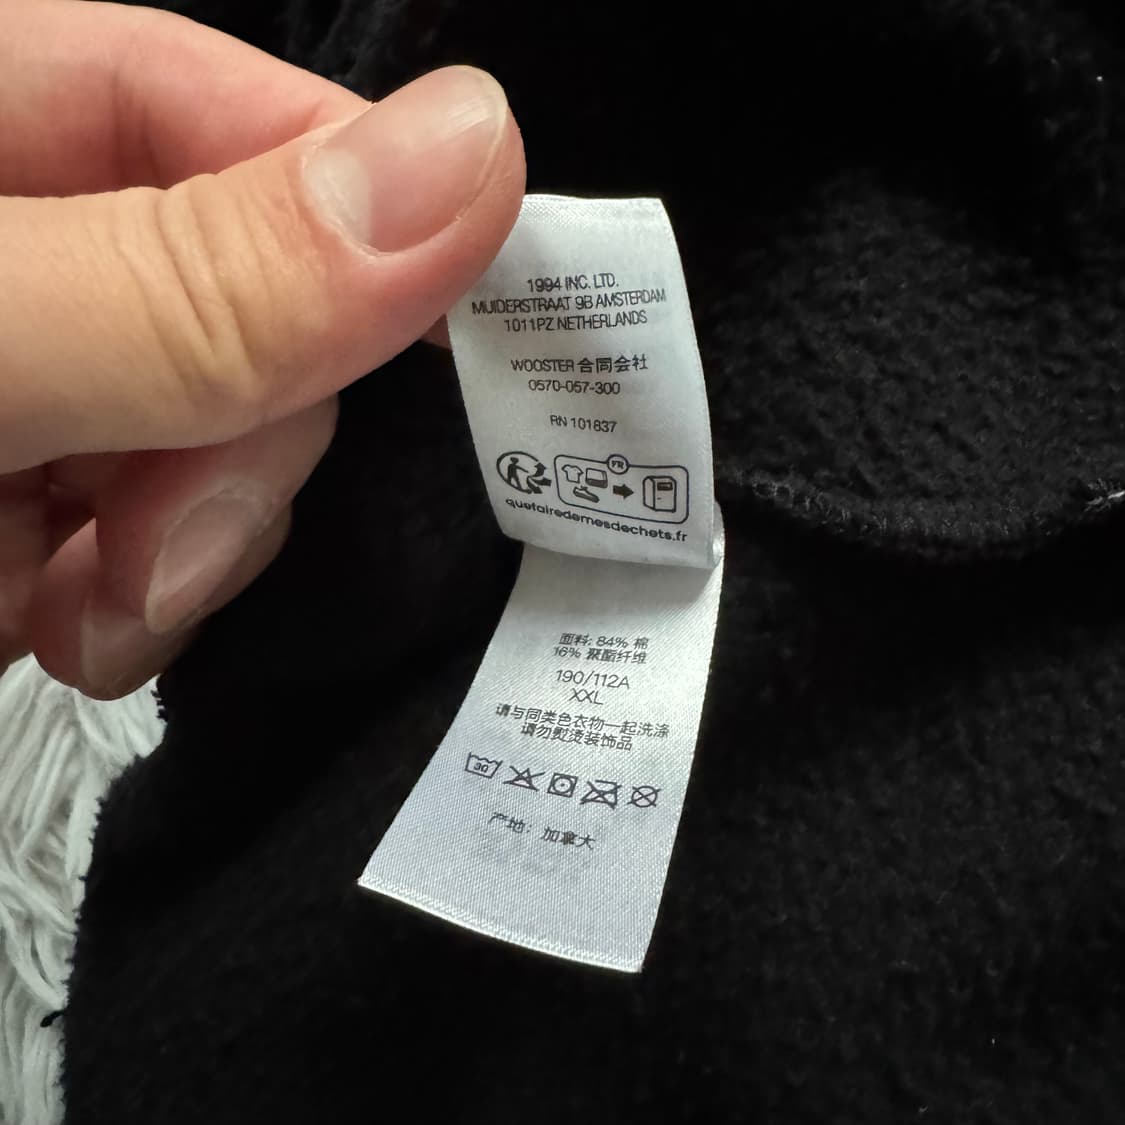 1994 INC. LTD.
MUIDERSTRAAT 9B AMSTERDAM
1011PZ NETHERLANDS
WOOSTER 合同会社
0570-057-300
RN 101837
FR
quefairedemesdechets.fr
面料: 84% 棉
16% 聚酯纤维
190/112A
XXL
请与同类色衣物一起洗涤
请勿熨烫装饰品
30
产地: 加拿大